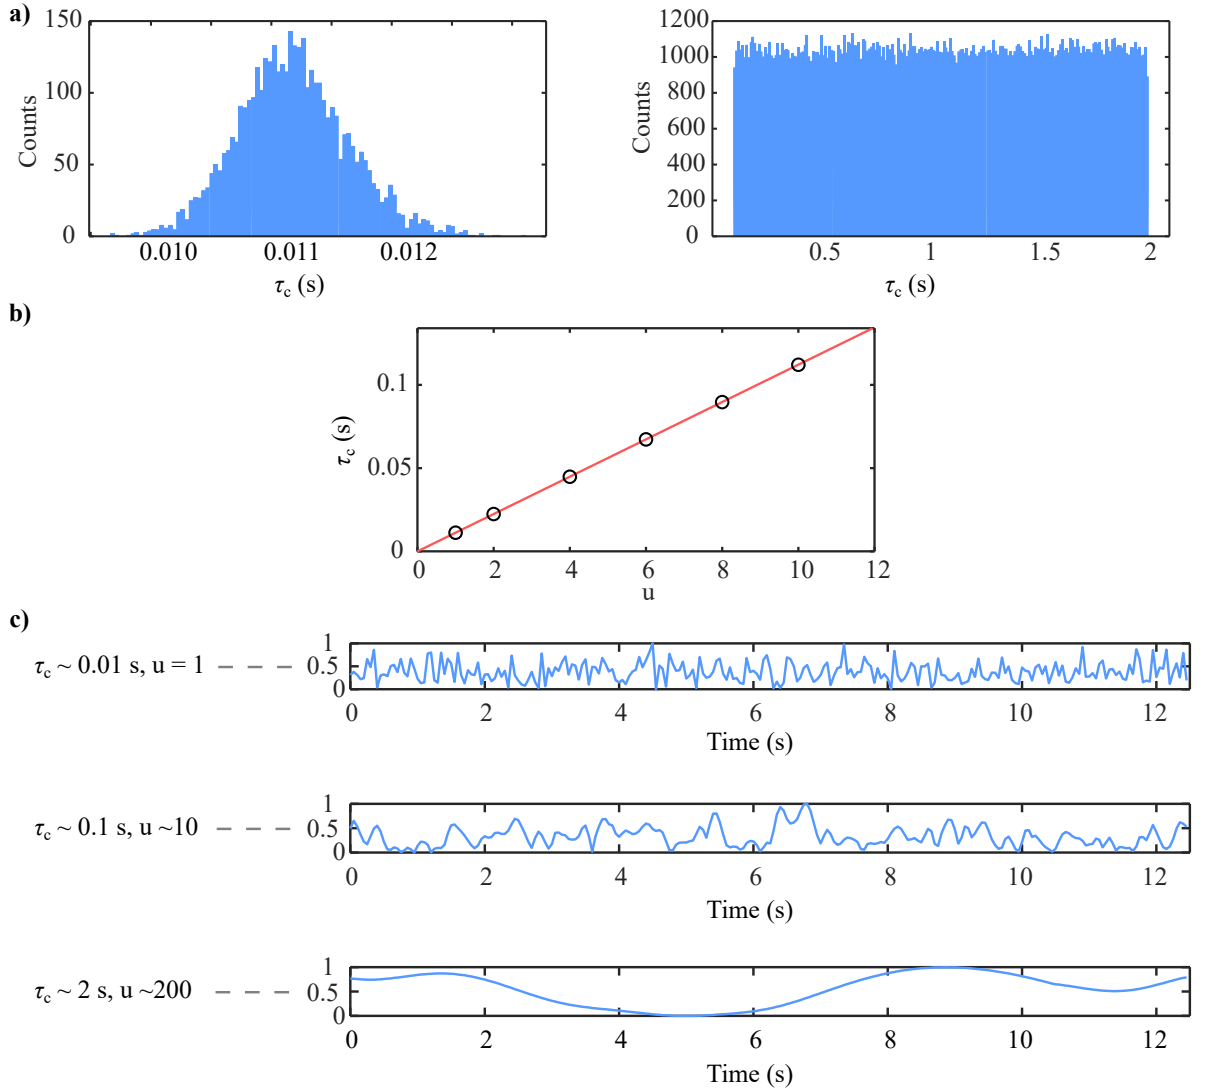 a)
150
100
50
0
Counts
0.010 0.011 0.012
τc (s)
1200
1000
800
600
400
200
0
Counts
0.5 1 1.5 2
τc (s)
b)
0.1
0.05
0
τc (s)
0 2 4 6 8 10 12
u
c)
τc ~ 0.01 s, u = 1
1
0.5
0
0 2 4 6 8 10 12
Time (s)
τc ~ 0.1 s, u ~10
1
0.5
0
0 2 4 6 8 10 12
Time (s)
τc ~ 2 s, u ~200
1
0.5
0
0 2 4 6 8 10 12
Time (s)